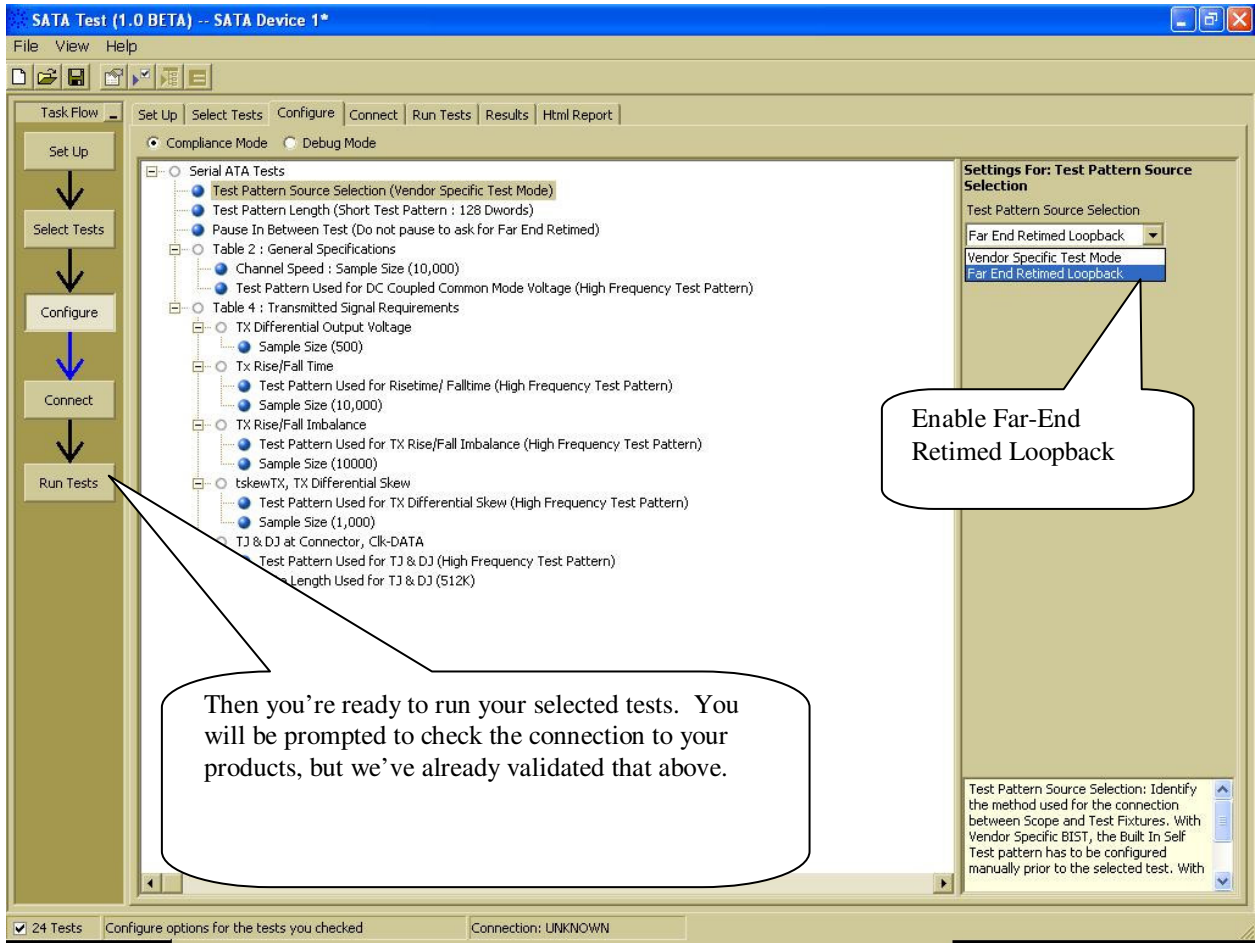 SATA Test (1.0 BETA) -- SATA Device 1*
File View Help
Task Flow
Set Up
Select Tests
Configure
Connect
Run Tests
Set Up Select Tests Configure Connect Run Tests Results Html Report
Compliance Mode Debug Mode
Serial ATA Tests
Test Pattern Source Selection (Vendor Specific Test Mode)
Test Pattern Length (Short Test Pattern : 128 Dwords)
Pause In Between Test (Do not pause to ask for Far End Retimed)
Table 2 : General Specifications
Channel Speed : Sample Size (10,000)
Test Pattern Used for DC Coupled Common Mode Voltage (High Frequency Test Pattern)
Table 4 : Transmitted Signal Requirements
TX Differential Output Voltage
Sample Size (500)
Tx Rise/Fall Time
Test Pattern Used for Risetime/ Falltime (High Frequency Test Pattern)
Sample Size (10,000)
TX Rise/Fall Imbalance
Test Pattern Used for TX Rise/Fall Imbalance (High Frequency Test Pattern)
Sample Size (10000)
tskewTX, TX Differential Skew
Test Pattern Used for TX Differential Skew (High Frequency Test Pattern)
Sample Size (1,000)
TJ & DJ at Connector, Clk-DATA
Test Pattern Used for TJ & DJ (High Frequency Test Pattern)
Length Used for TJ & DJ (512K)
Settings For: Test Pattern Source
Selection
Test Pattern Source Selection
Far End Retimed Loopback
Vendor Specific Test Mode
Far End Retimed Loopback
Enable Far-End
Retimed Loopback
Then you're ready to run your selected tests. You
will be prompted to check the connection to your
products, but we've already validated that above.
Test Pattern Source Selection: Identify
the method used for the connection
between Scope and Test Fixtures. With
Vendor Specific BIST, the Built In Self
Test pattern has to be configured
manually prior to the selected test. With
24 Tests Configure options for the tests you checked Connection: UNKNOWN